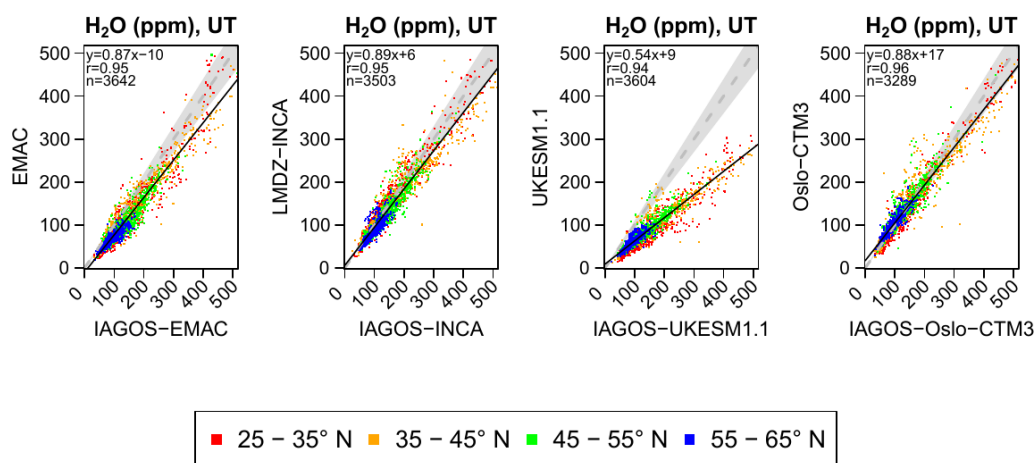 H₂O (ppm), UT
y=0.87x−10
r=0.95
n=3642
500
400
300
200
100
0
EMAC
0 100 200 300 400 500
IAGOS−EMAC
H₂O (ppm), UT
y=0.89x+6
r=0.95
n=3503
500
400
300
200
100
0
LMDZ−INCA
0 100 200 300 400 500
IAGOS−INCA
H₂O (ppm), UT
y=0.54x+9
r=0.94
n=3604
500
400
300
200
100
0
UKESM1.1
0 100 200 300 400 500
IAGOS−UKESM1.1
H₂O (ppm), UT
y=0.88x+17
r=0.96
n=3289
500
400
300
200
100
0
Oslo−CTM3
0 100 200 300 400 500
IAGOS−Oslo−CTM3
25 − 35° N 35 − 45° N 45 − 55° N 55 − 65° N